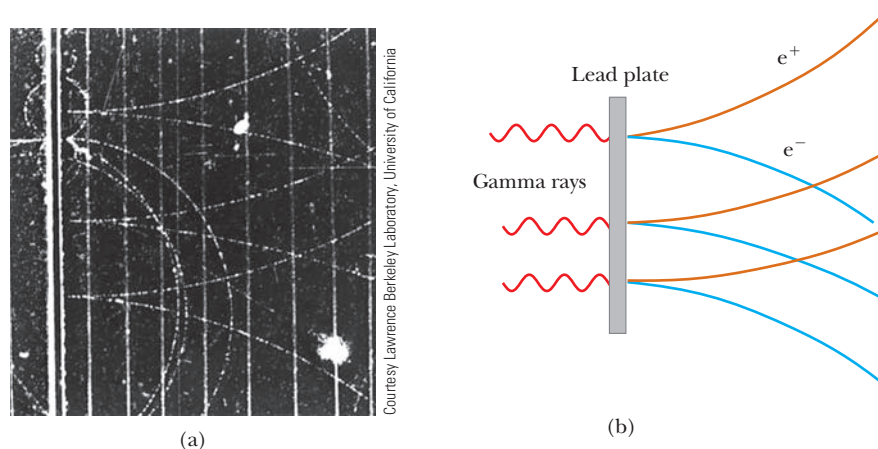 Courtesy Lawrence Berkeley Laboratory, University of California
(a)
Lead plate
e+
e−
Gamma rays
(b)